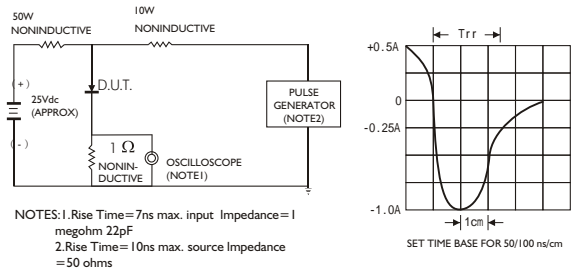 50W
NONINDUCTIVE
10W
NONINDUCTIVE
(+)
25Vdc
(APPROX)
(-)
D.U.T.
1 Ω
NONIN-
DUCTIVE
OSCILLOSCOPE
(NOTE1)
PULSE
GENERATOR
(NOTE2)
NOTES:1.Rise Time=7ns max. input Impedance=1
megohm 22pF
2.Rise Time=10ns max. source Impedance
=50 ohms
Trr
+0.5A
0
-0.25A
-1.0A
1cm
SET TIME BASE FOR 50/100 ns/cm